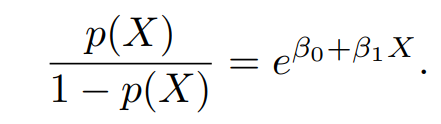 p(X)
1 − p(X)
= e^{β₀+β₁X}.